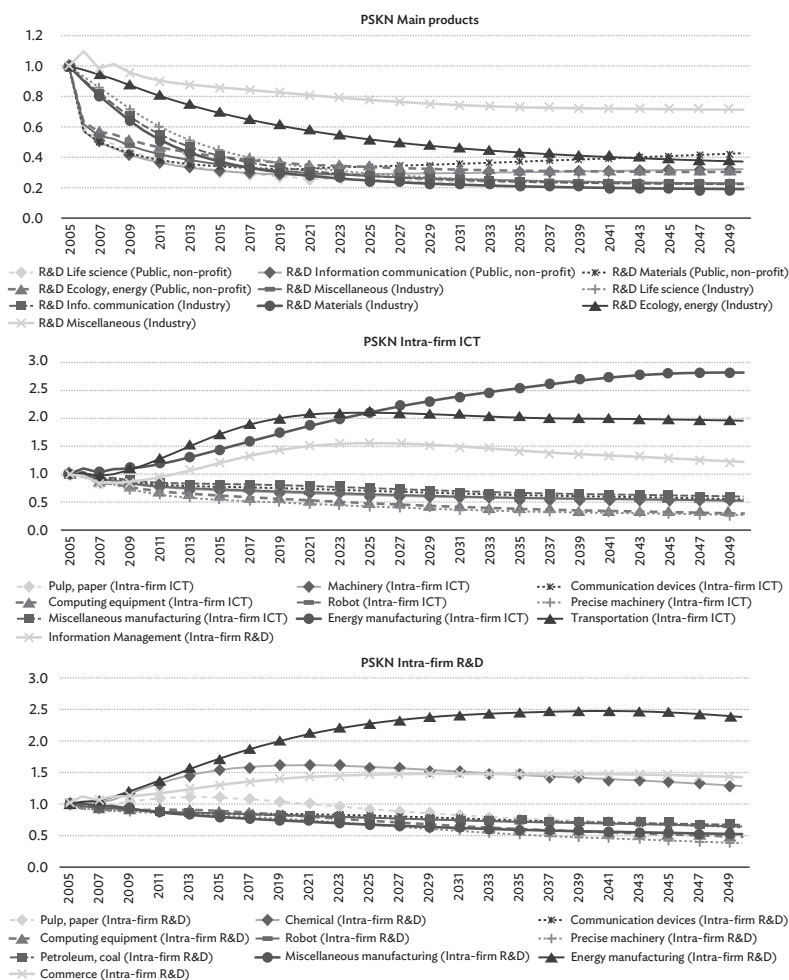 PSKN Main products
1.2
1.0
0.8
0.6
0.4
0.2
0.0
2005 2007 2009 2011 2013 2015 2017 2019 2021 2023 2025 2027 2029 2031 2033 2035 2037 2039 2041 2043 2045 2047 2049
R&D Life science (Public, non-profit) R&D Information communication (Public, non-profit) R&D Materials (Public, non-profit)
R&D Ecology, energy (Public, non-profit) R&D Miscellaneous (Industry) R&D Life science (Industry)
R&D Info. communication (Industry) R&D Materials (Industry) R&D Ecology, energy (Industry)
R&D Miscellaneous (Industry)
PSKN Intra-firm ICT
3.0
2.5
2.0
1.5
1.0
0.5
0.0
2005 2007 2009 2011 2013 2015 2017 2019 2021 2023 2025 2027 2029 2031 2033 2035 2037 2039 2041 2043 2045 2047 2049
Pulp, paper (Intra-firm ICT) Machinery (Intra-firm ICT) Communication devices (Intra-firm ICT)
Computing equipment (Intra-firm ICT) Robot (Intra-firm ICT) Precise machinery (Intra-firm ICT)
Miscellaneous manufacturing (Intra-firm ICT) Energy manufacturing (Intra-firm ICT) Transportation (Intra-firm ICT)
Information Management (Intra-firm R&D)
PSKN Intra-firm R&D
3.0
2.5
2.0
1.5
1.0
0.5
0.0
2005 2007 2009 2011 2013 2015 2017 2019 2021 2023 2025 2027 2029 2031 2033 2035 2037 2039 2041 2043 2045 2047 2049
Pulp, paper (Intra-firm R&D) Chemical (Intra-firm R&D) Communication devices (Intra-firm R&D)
Computing equipment (Intra-firm R&D) Robot (Intra-firm R&D) Precise machinery (Intra-firm R&D)
Petroleum, coal (Intra-firm R&D) Miscellaneous manufacturing (Intra-firm R&D) Energy manufacturing (Intra-firm R&D)
Commerce (Intra-firm R&D)